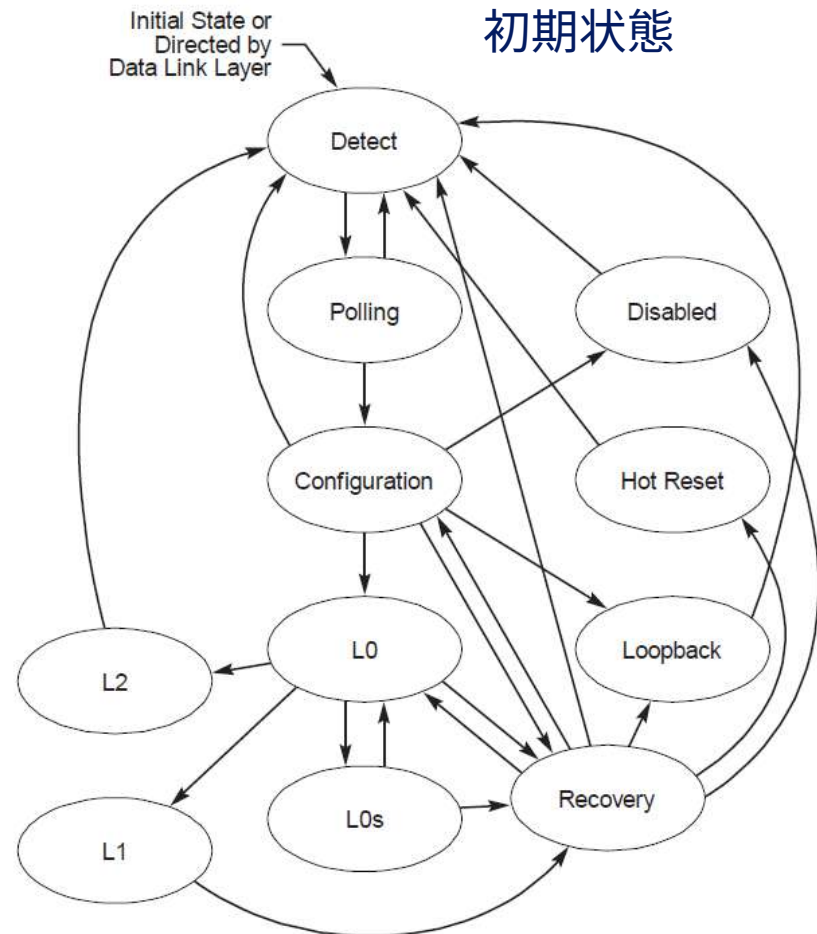 初期状態
Initial State or
Directed by
Data Link Layer
Detect
Polling
Disabled
Configuration
Hot Reset
L0
Loopback
L2
L0s
Recovery
L1